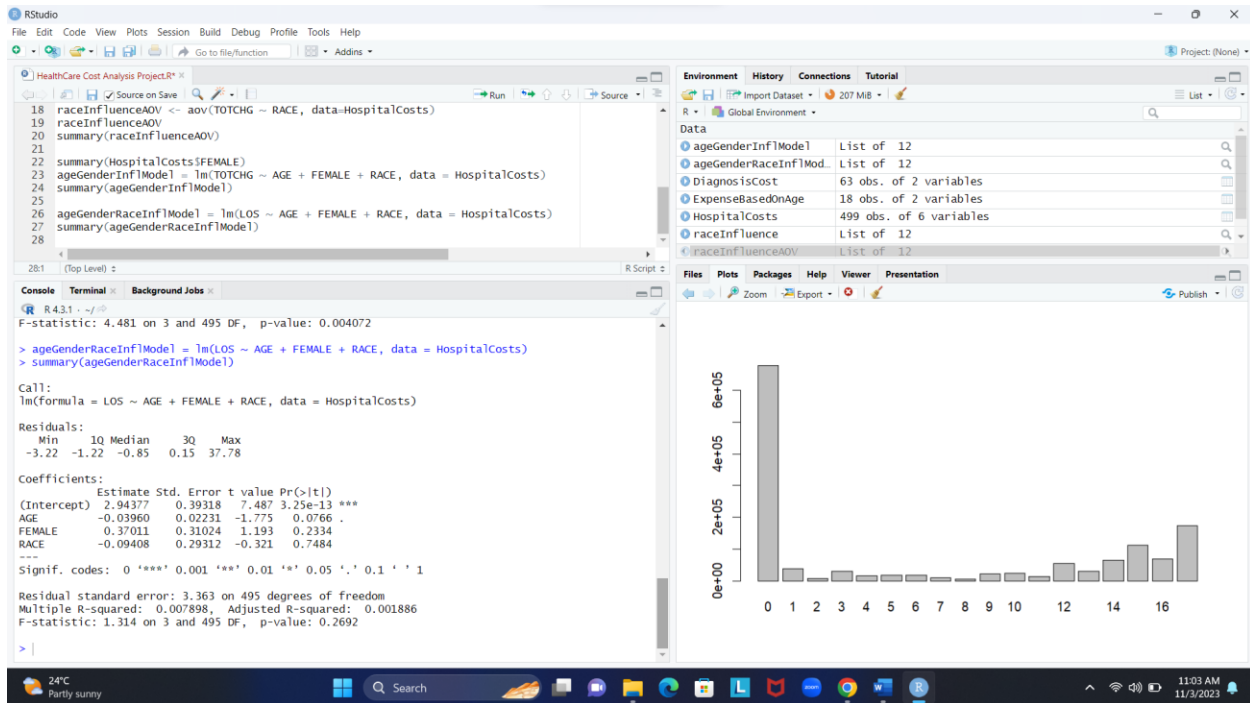 RStudio
File Edit Code View Plots Session Build Debug Profile Tools Help
Go to file/function
Addins
Project: (None)
HealthCare Cost Analysis Project.R*
Source on Save
Run
Source
18 raceInfluenceAOV <- aov(TOTCHG ~ RACE, data=HospitalCosts)
19 raceInfluenceAOV
20 summary(raceInfluenceAOV)
21
22 summary(HospitalCosts$FEMALE)
23 ageGenderInflModel = lm(TOTCHG ~ AGE + FEMALE + RACE, data = HospitalCosts)
24 summary(ageGenderInflModel)
25
26 ageGenderRaceInflModel = lm(LOS ~ AGE + FEMALE + RACE, data = HospitalCosts)
27 summary(ageGenderRaceInflModel)
28
28:1 (Top Level) R Script
Console Terminal Background Jobs
R 4.3.1 · ~/
F-statistic: 4.481 on 3 and 495 DF, p-value: 0.004072
> ageGenderRaceInflModel = lm(LOS ~ AGE + FEMALE + RACE, data = HospitalCosts)
> summary(ageGenderRaceInflModel)
Call:
lm(formula = LOS ~ AGE + FEMALE + RACE, data = HospitalCosts)
Residuals:
Min 1Q Median 3Q Max
-3.22 -1.22 -0.85 0.15 37.78
Coefficients:
Estimate Std. Error t value Pr(>|t|)
(Intercept) 2.94377 0.39318 7.487 3.25e-13 ***
AGE -0.03960 0.02231 -1.775 0.0766 .
FEMALE 0.37011 0.31024 1.193 0.2334
RACE -0.09408 0.29312 -0.321 0.7484
---
Signif. codes: 0 ‘***’ 0.001 ‘**’ 0.01 ‘*’ 0.05 ‘.’ 0.1 ‘ ’ 1
Residual standard error: 3.363 on 495 degrees of freedom
Multiple R-squared: 0.007898, Adjusted R-squared: 0.001886
F-statistic: 1.314 on 3 and 495 DF, p-value: 0.2692
>
Environment History Connections Tutorial
Import Dataset 207 MiB List
R Global Environment
Data
ageGenderInflModel List of 12
ageGenderRaceInflMod… List of 12
DiagnosisCost 63 obs. of 2 variables
ExpenseBasedOnAge 18 obs. of 2 variables
HospitalCosts 499 obs. of 6 variables
raceInfluence List of 12
raceInfluenceAOV List of 12
Files Plots Packages Help Viewer Presentation
Zoom Export Publish
6e+05
4e+05
2e+05
0e+00
0 1 2 3 4 5 6 7 8 9 10 12 14 16
24°C
Partly sunny
Search
zoom
11:03 AM
11/3/2023